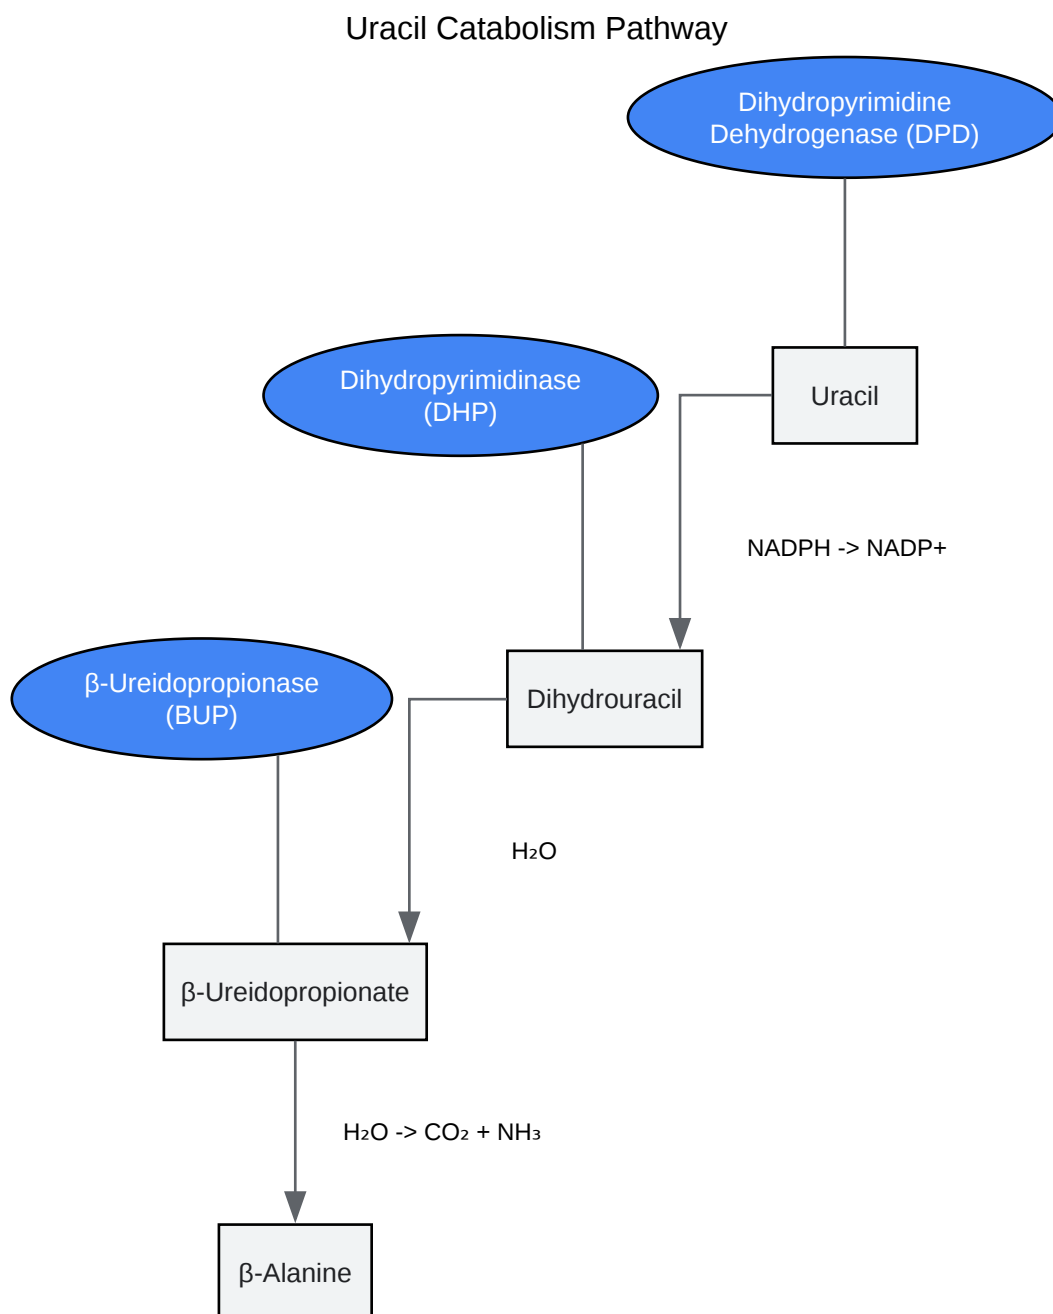 Uracil Catabolism Pathway
Dihydropyrimidine
Dehydrogenase (DPD)
Dihydropyrimidinase
(DHP)
Uracil
NADPH -> NADP+
β-Ureidopropionase
(BUP)
Dihydrouracil
H₂O
β-Ureidopropionate
H₂O -> CO₂ + NH₃
β-Alanine